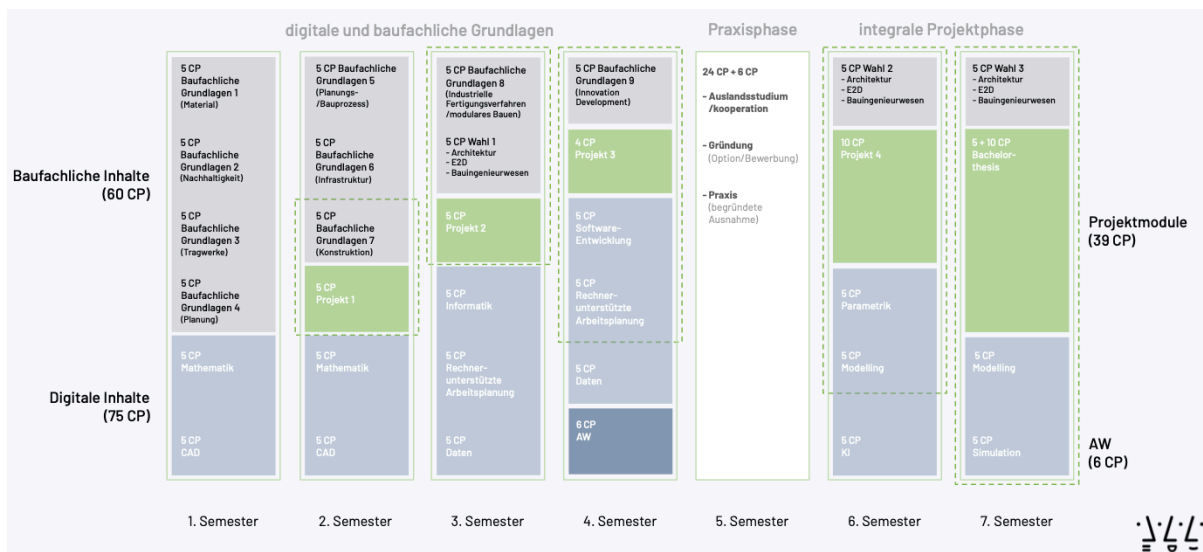 digitale und baufachliche Grundlagen
Praxisphase
integrale Projektphase
Baufachliche Inhalte
(60 CP)
Digitale Inhalte
(75 CP)
5 CP
Baufachliche
Grundlagen 1
(Material)
5 CP
Baufachliche
Grundlagen 2
(Nachhaltigkeit)
5 CP
Baufachliche
Grundlagen 3
(Tragwerke)
5 CP
Baufachliche
Grundlagen 4
(Planung)
5 CP
Mathematik
5 CP
CAD
1. Semester
5 CP Baufachliche
Grundlagen 5
(Planungs-
/Bauprozess)
5 CP
Baufachliche
Grundlagen 6
(Infrastruktur)
5 CP
Baufachliche
Grundlagen 7
(Konstruktion)
5 CP
Projekt 1
5 CP
Mathematik
5 CP
CAD
2. Semester
5 CP Baufachliche
Grundlagen 8
(Industrielle
Fertigungsverfahren
/modulares Bauen)
5 CP Wahl 1
- Architektur
- E2D
- Bauingenieurwesen
5 CP
Projekt 2
5 CP
Informatik
5 CP
Rechner-
unterstützte
Arbeitsplanung
5 CP
Daten
3. Semester
5 CP Baufachliche
Grundlagen 9
(Innovation
Development)
4 CP
Projekt 3
5 CP
Software-
Entwicklung
5 CP
Rechner-
unterstützte
Arbeitsplanung
5 CP
Daten
6 CP
AW
4. Semester
24 CP + 6 CP
- Auslandsstudium
/kooperation
- Gründung
(Option/Bewerbung)
- Praxis
(begründete
Ausnahme)
5. Semester
5 CP Wahl 2
- Architektur
- E2D
- Bauingenieurwesen
10 CP
Projekt 4
5 CP
Parametrik
5 CP
Modelling
5 CP
KI
6. Semester
5 CP Wahl 3
- Architektur
- E2D
- Bauingenieurwesen
5 + 10 CP
Bachelor-
thesis
5 CP
Modelling
5 CP
Simulation
7. Semester
Projektmodule
(39 CP)
AW
(6 CP)